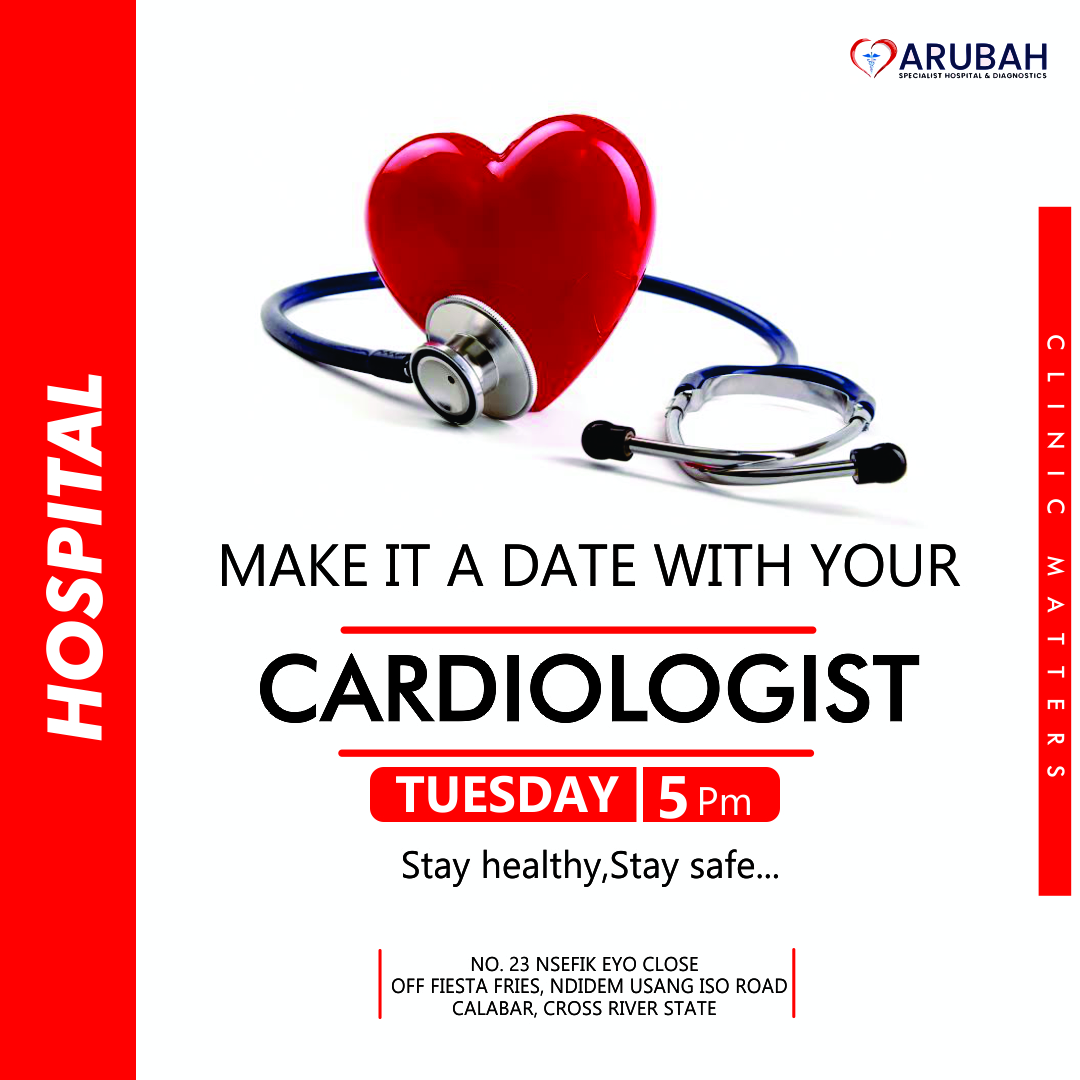 ARUBAH
SPECIALIST HOSPITAL & DIAGNOSTICS
HOSPITAL
CLINIC MATTERS
MAKE IT A DATE WITH YOUR
CARDIOLOGIST
TUESDAY 5 Pm
Stay healthy,Stay safe...
NO. 23 NSEFIK EYO CLOSE
OFF FIESTA FRIES, NDIDEM USANG ISO ROAD
CALABAR, CROSS RIVER STATE